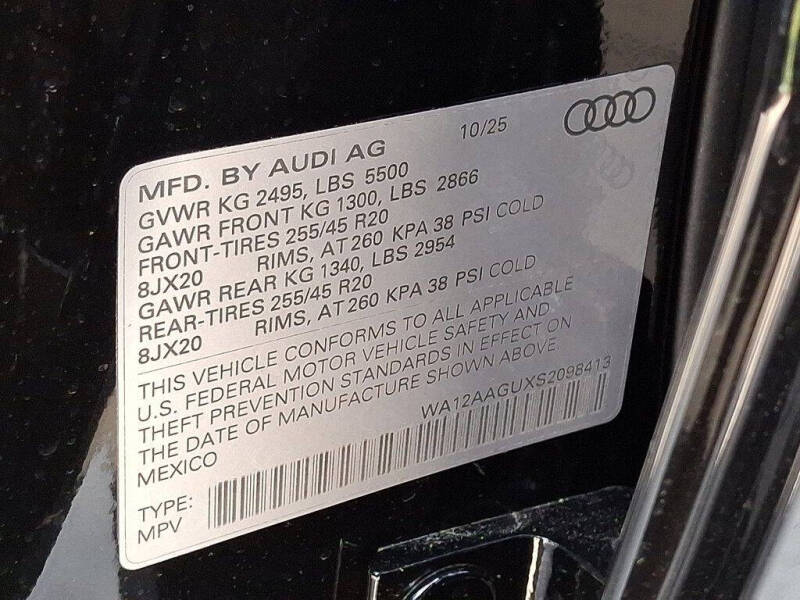 10/25
MFD. BY AUDI AG
GVWR KG 2495, LBS 5500
GAWR FRONT KG 1300, LBS 2866
FRONT-TIRES 255/45 R20
8JX20 RIMS, AT 260 KPA 38 PSI COLD
GAWR REAR KG 1340, LBS 2954
REAR-TIRES 255/45 R20
8JX20 RIMS, AT 260 KPA 38 PSI COLD
THIS VEHICLE CONFORMS TO ALL APPLICABLE
U.S. FEDERAL MOTOR VEHICLE SAFETY AND
THEFT PREVENTION STANDARDS IN EFFECT ON
THE DATE OF MANUFACTURE SHOWN ABOVE
MEXICO
WA12AAGUXS2098413
TYPE:
MPV